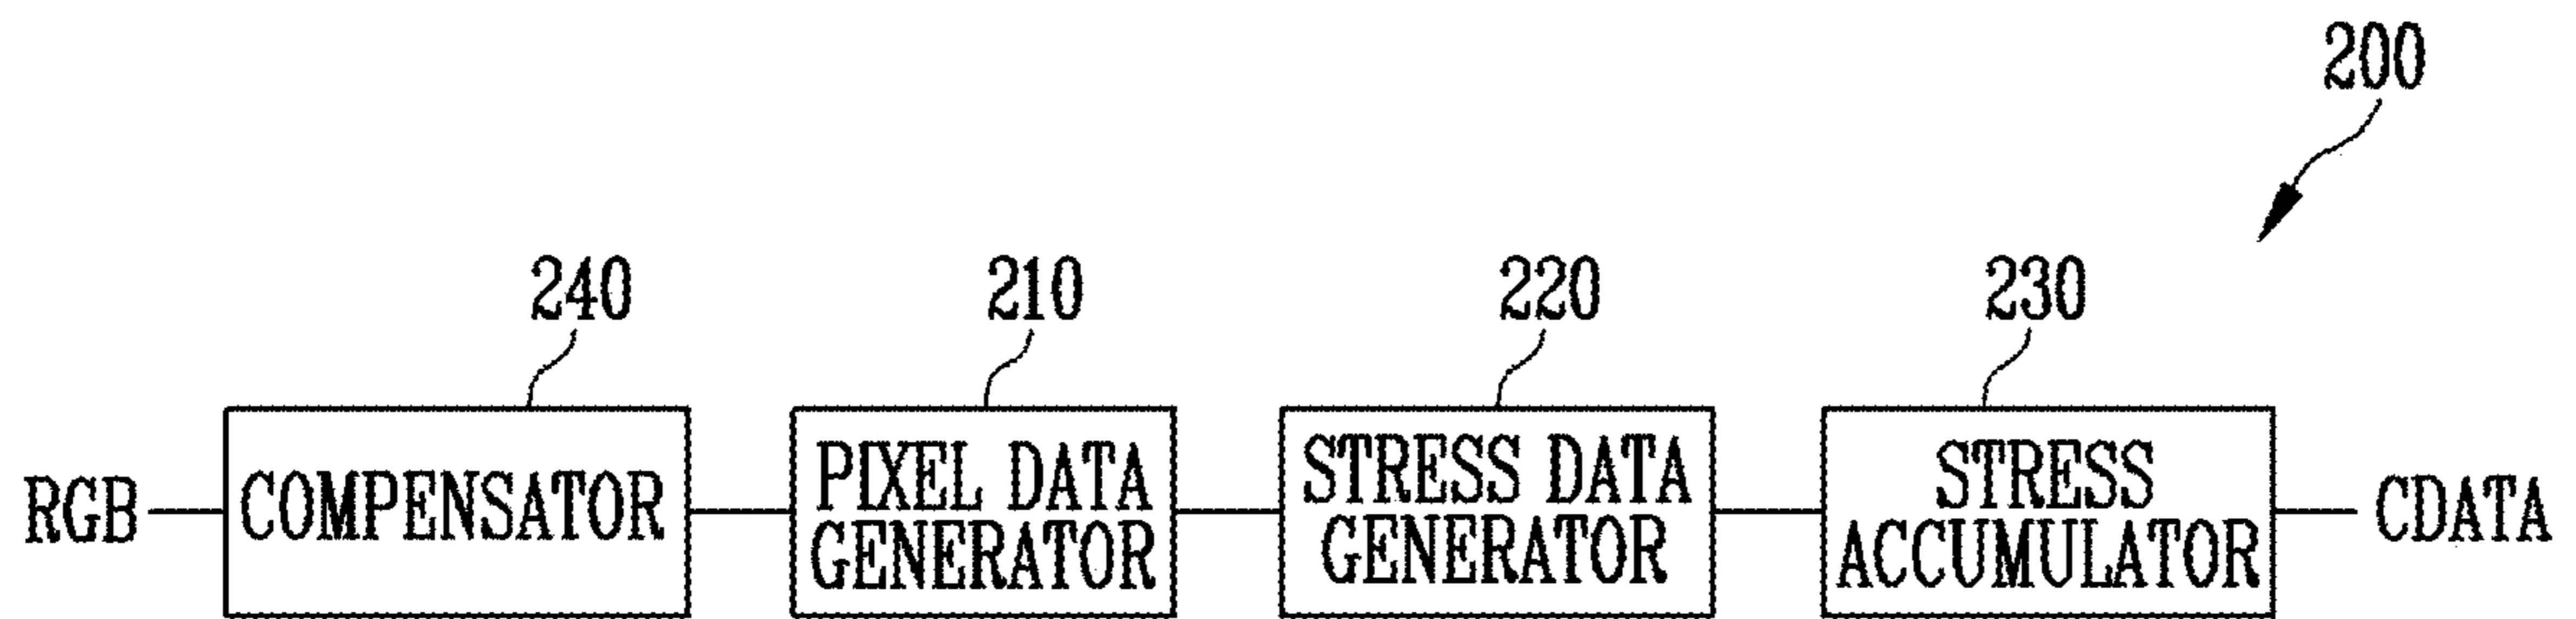 200
240
210
220
230
RGB
COMPENSATOR
PIXEL DATA
GENERATOR
STRESS DATA
GENERATOR
STRESS
ACCUMULATOR
CDATA